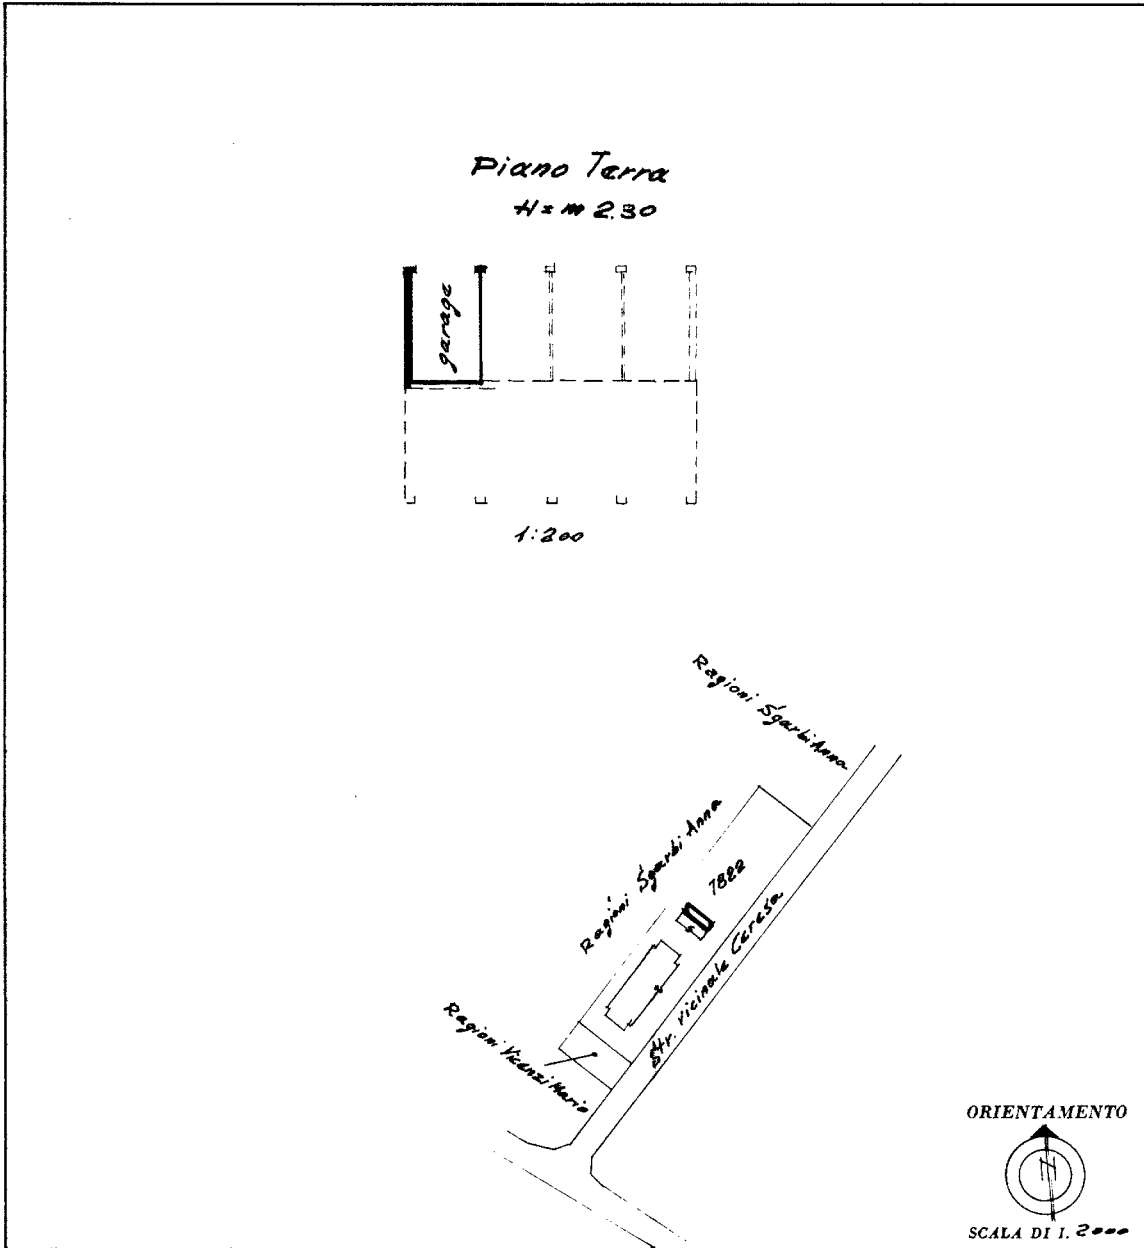 Piano Terra
H = m 2.30
garage
1:200
Ragioni Sgarbi Anna
Ragioni Sgarbi Anna
7822
Str. vicinale Ceresa
Ragioni Vicenzi Mario
ORIENTAMENTO
N
SCALA DI 1. 2000